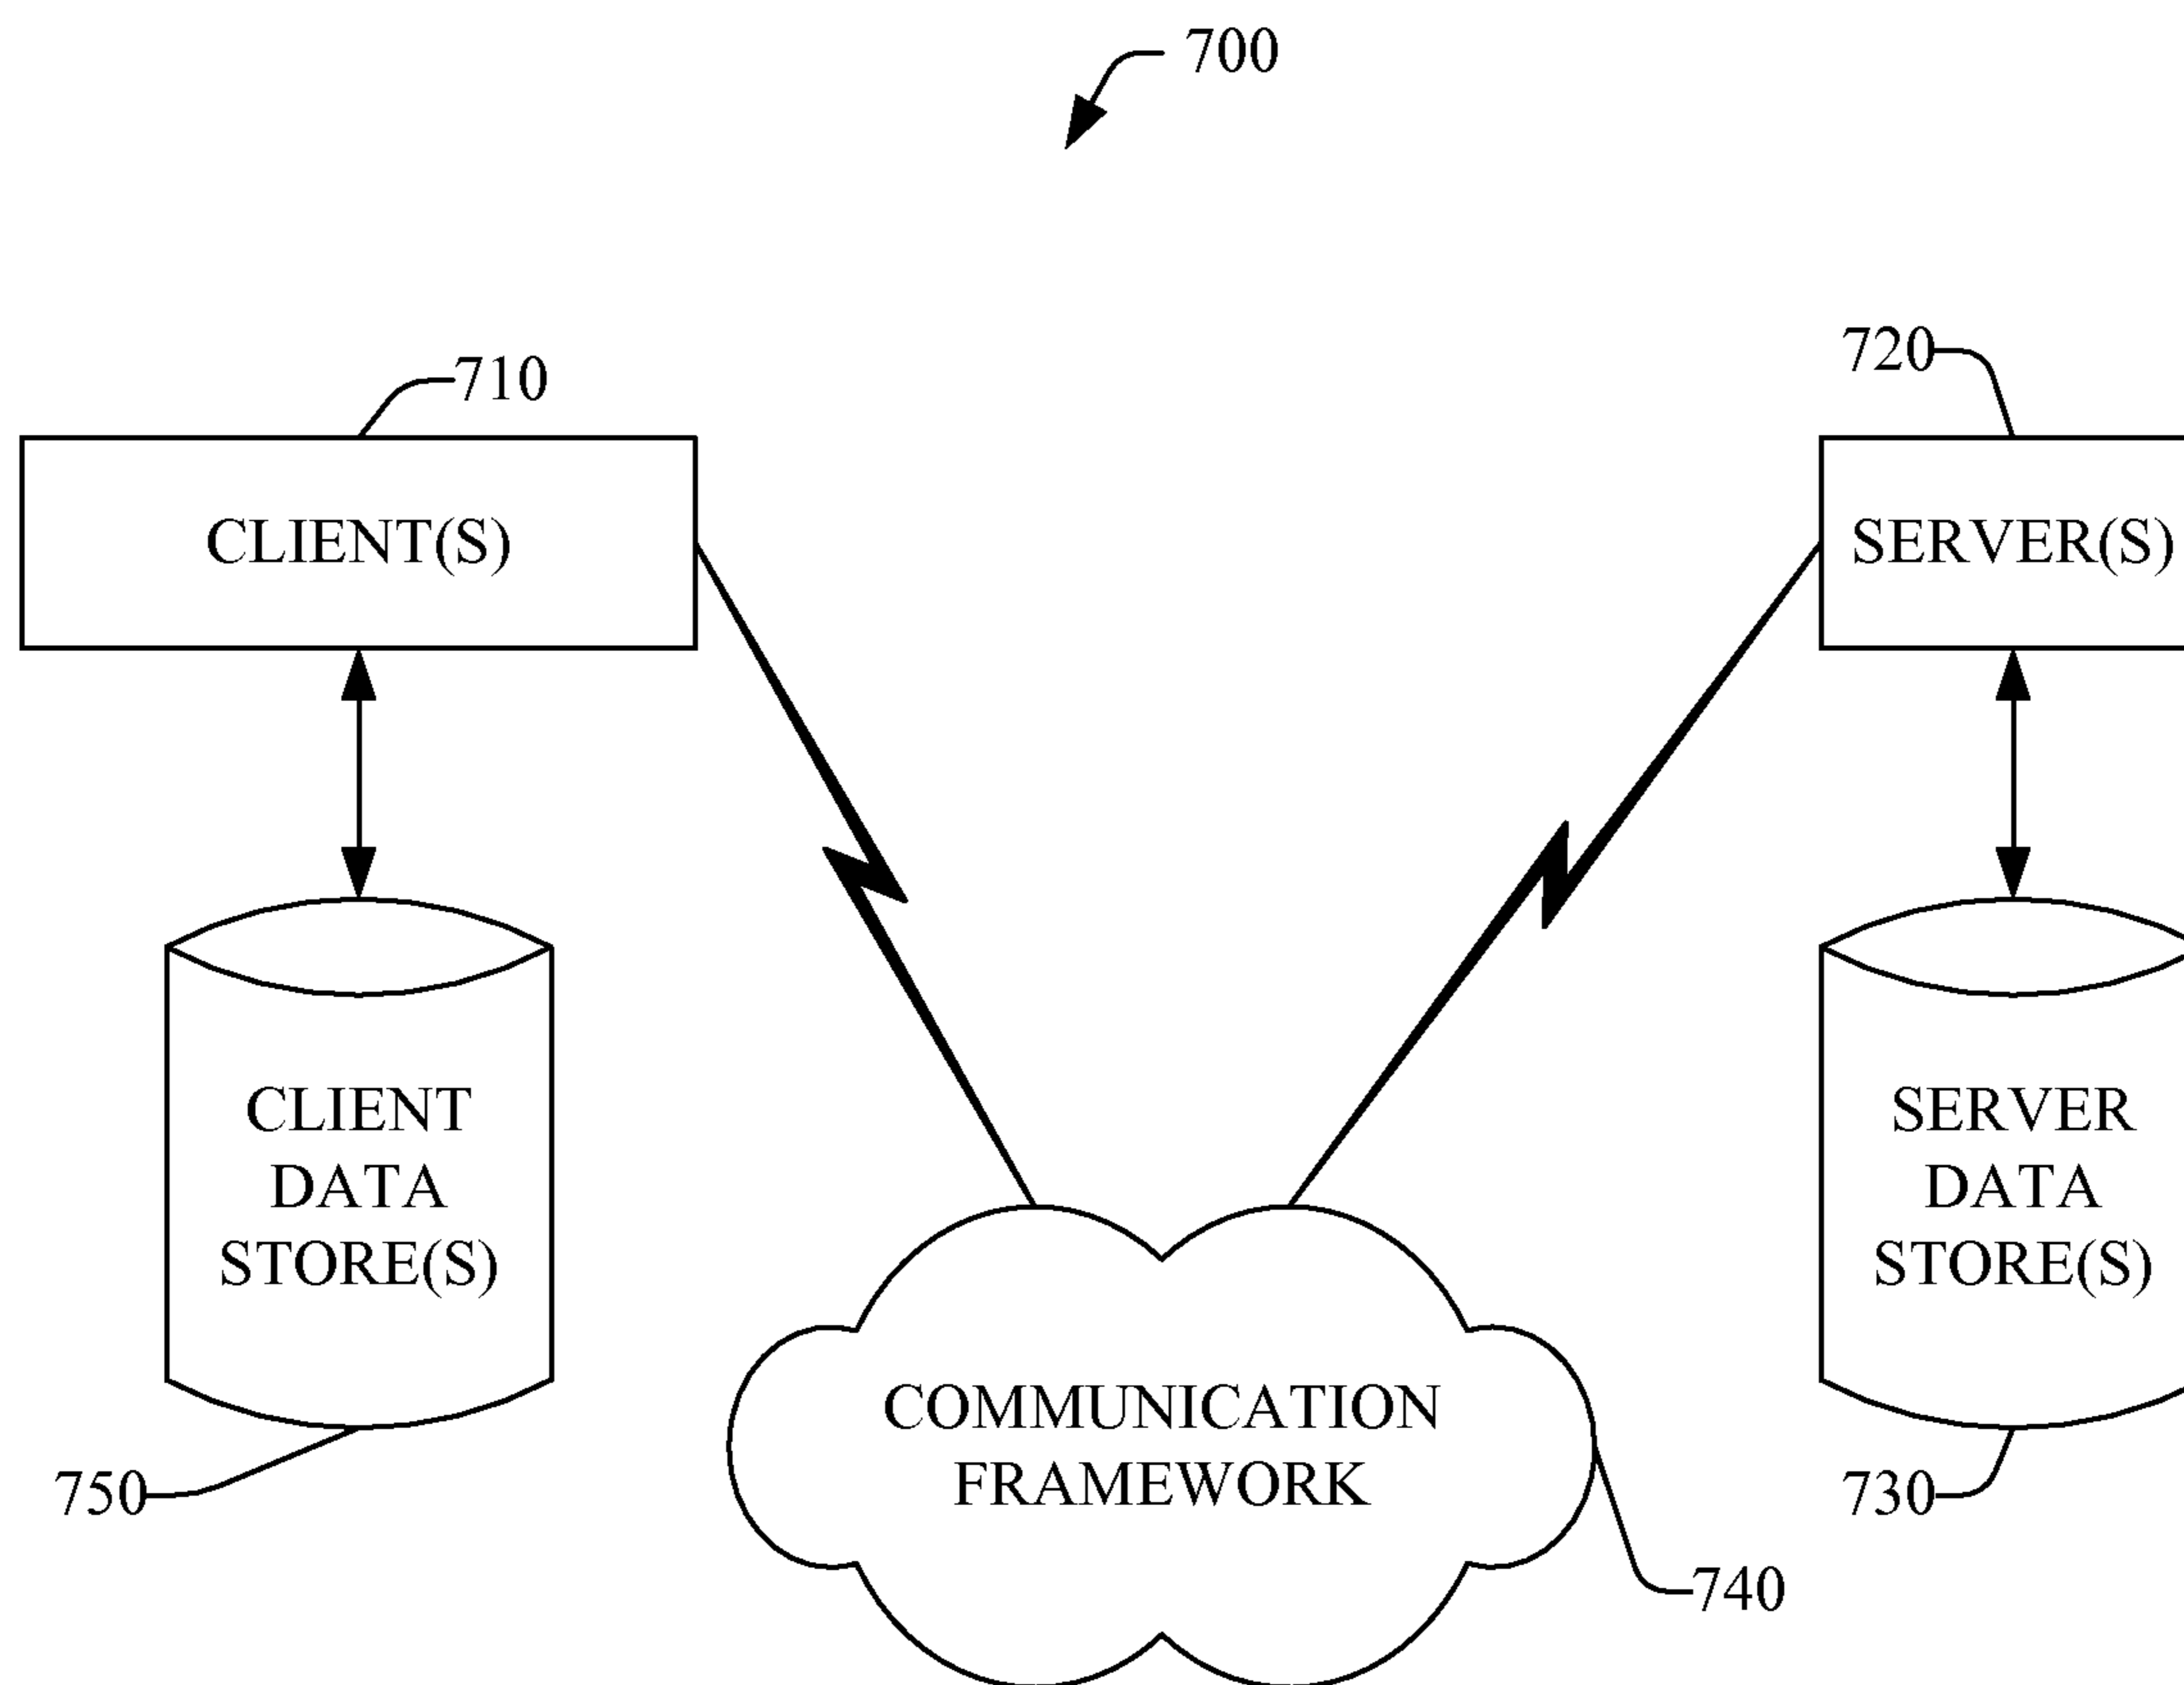 700
710
720
CLIENT(S)
SERVER(S)
CLIENT
DATA
STORE(S)
SERVER
DATA
STORE(S)
COMMUNICATION
FRAMEWORK
750
730
740